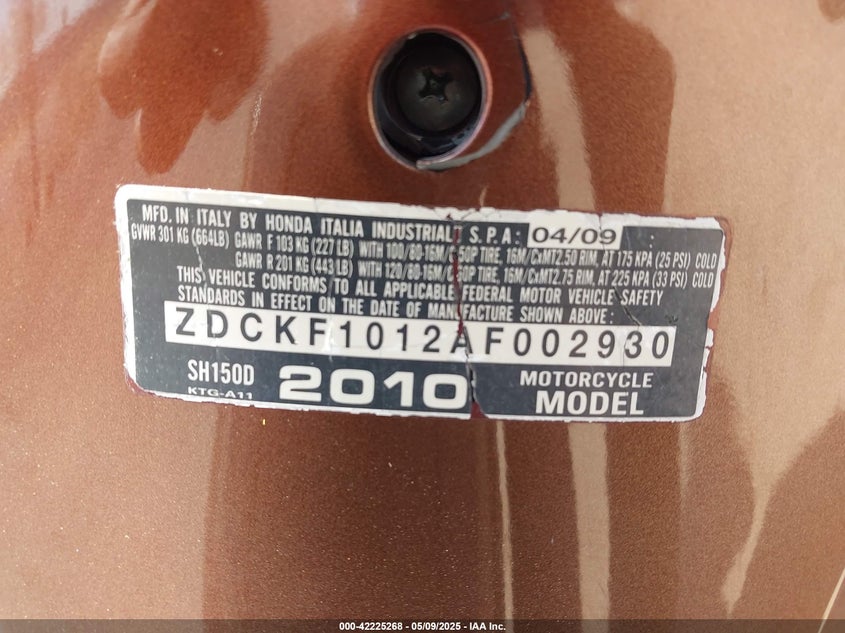 MFD. IN ITALY BY HONDA ITALIA INDUSTRIALE S.P.A: 04/09
GVWR 301 KG (664LB) GAWR F 103 KG (227 LB) WITH 100/80-16M/C 50P TIRE, 16M/CxMT2.50 RIM, AT 175 KPA (25 PSI) COLD
GAWR R 201 KG (443 LB) WITH 120/80-16M/C 60P TIRE, 16M/CxMT2.75 RIM, AT 225 KPA (33 PSI) COLD
THIS VEHICLE CONFORMS TO ALL APPLICABLE FEDERAL MOTOR VEHICLE SAFETY
STANDARDS IN EFFECT ON THE DATE OF MANUFACTURE SHOWN ABOVE:
ZDCKF1012AF002930
SH150D 2010 MOTORCYCLE
KTG-A11 MODEL
000-42225268 - 05/09/2025 - IAA Inc.